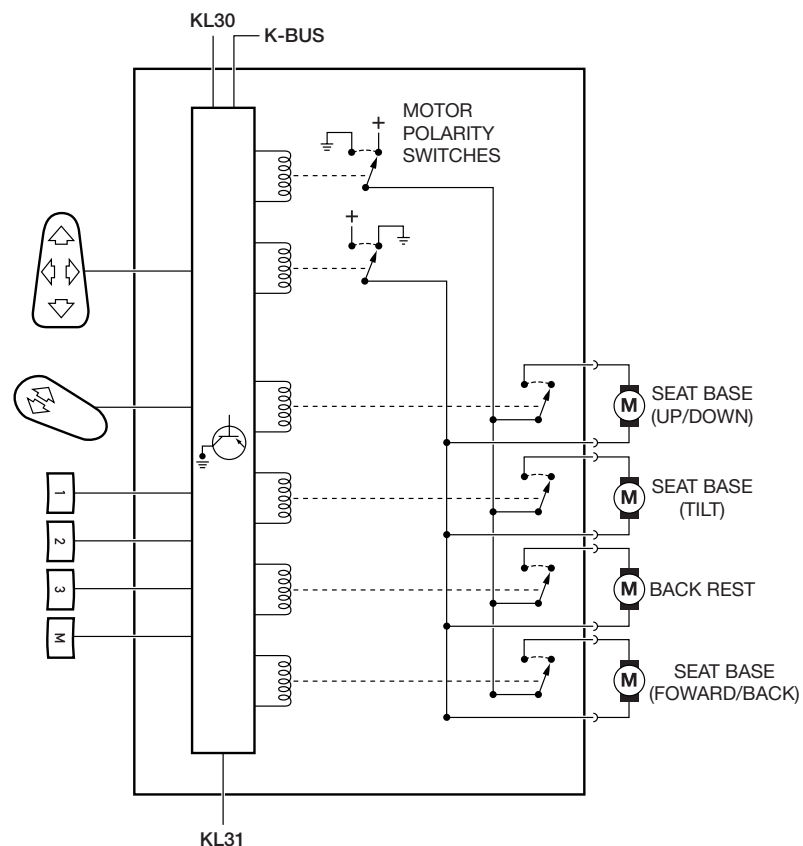 KL30
K-BUS
+
MOTOR
POLARITY
SWITCHES
+
M
SEAT BASE
(UP/DOWN)
M
SEAT BASE
(TILT)
M
BACK REST
M
SEAT BASE
(FOWARD/BACK)
1
2
3
M
KL31